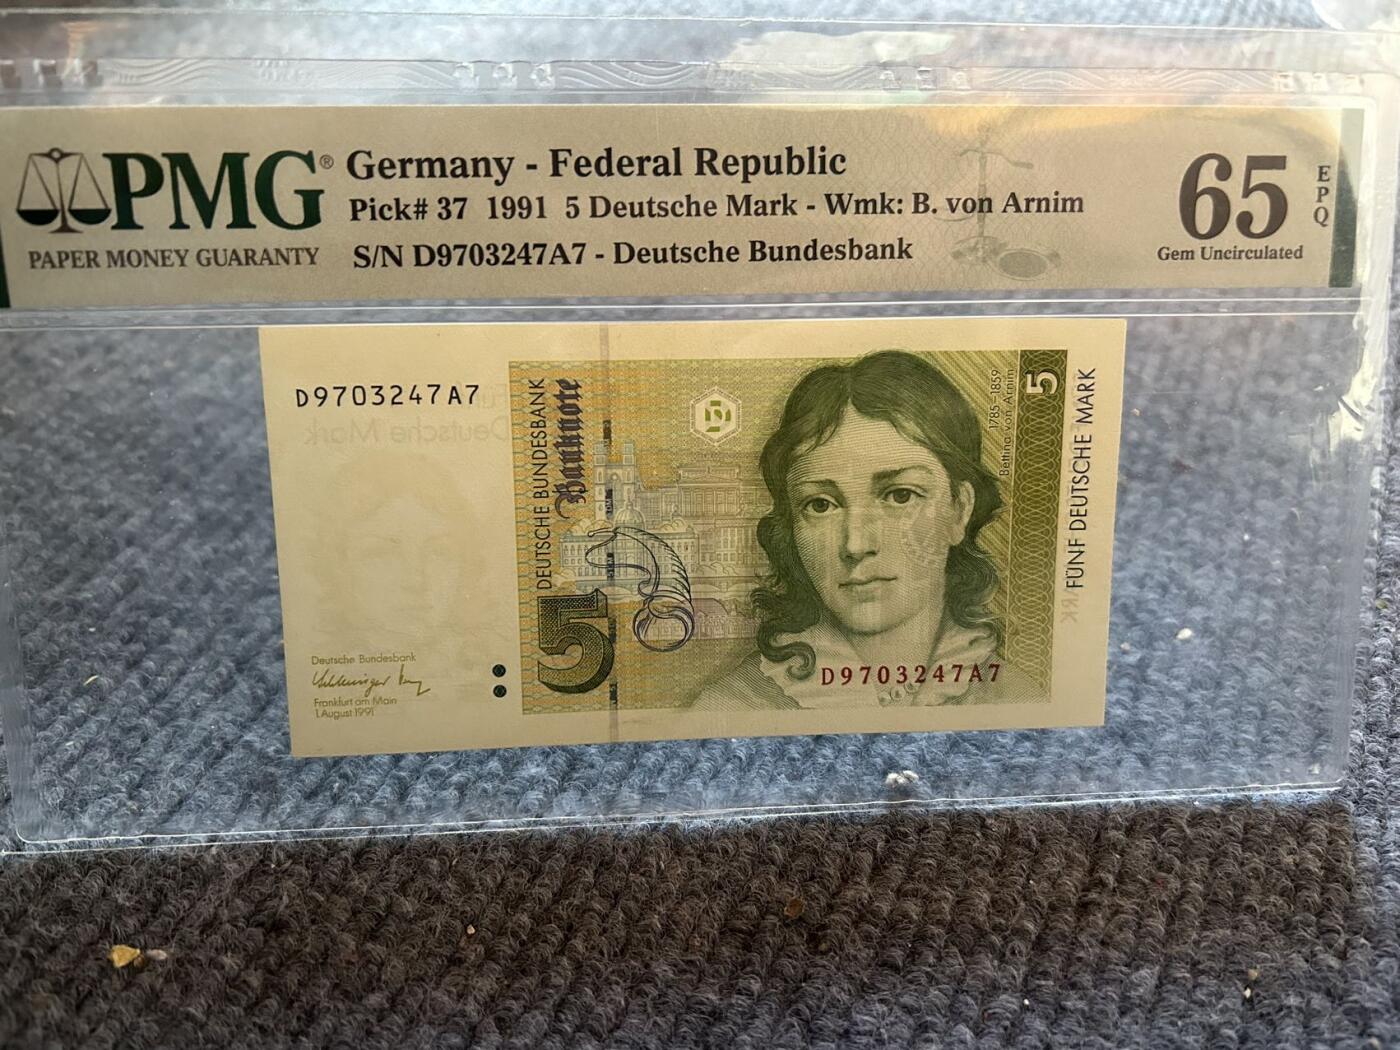 PMG®
PAPER MONEY GUARANTY
Germany - Federal Republic
Pick# 37 1991 5 Deutsche Mark - Wmk: B. von Arnim
S/N D9703247A7 - Deutsche Bundesbank
65
EPQ
Gem Uncirculated
D9703247A7
Deutsche Mark
DEUTSCHE BUNDESBANK
Banknote
5
1785-1859
Bettina von Arnim
5
FÜNF DEUTSCHE MARK
Deutsche Bundesbank
Frankfurt am Main
1. August 1991
D9703247A7